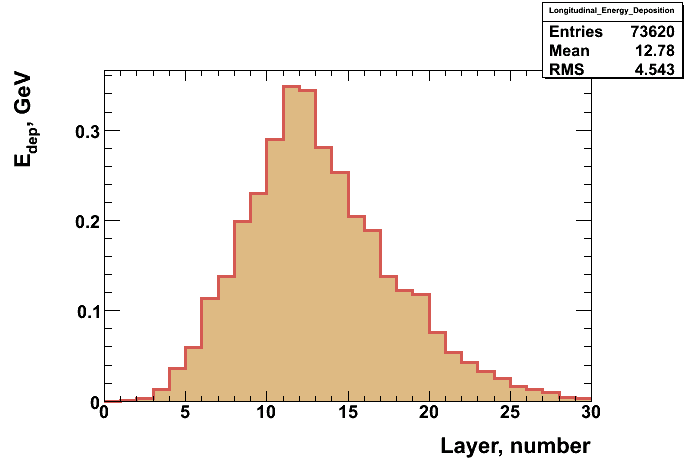 Longitudinal_Energy_Deposition
Entries 73620
Mean 12.78
RMS 4.543
E_dep, GeV
0.3
0.2
0.1
0
0 5 10 15 20 25 30
Layer, number